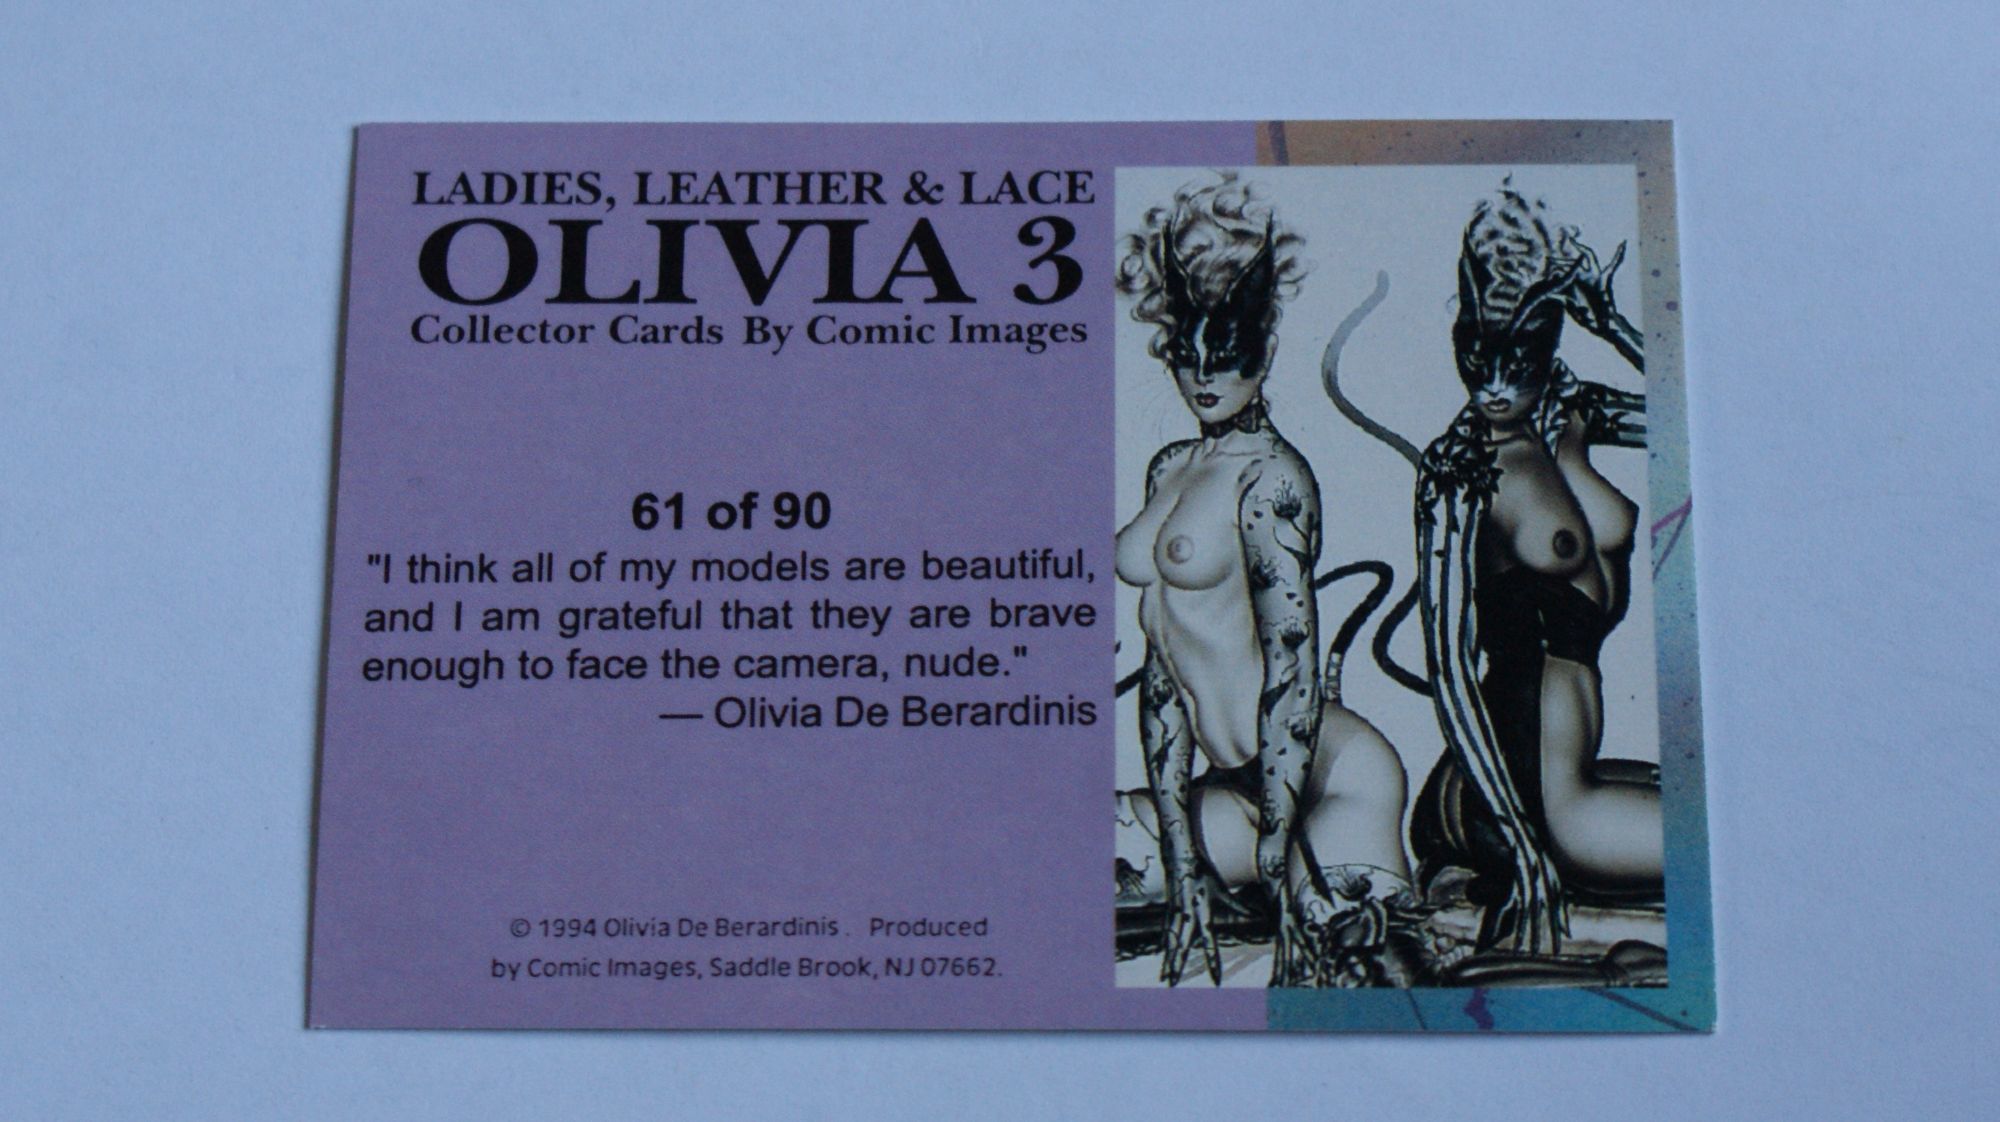 LADIES, LEATHER & LACE
OLIVIA 3
Collector Cards By Comic Images
61 of 90
"I think all of my models are beautiful,
and I am grateful that they are brave
enough to face the camera, nude."
— Olivia De Berardinis
© 1994 Olivia De Berardinis. Produced
by Comic Images, Saddle Brook, NJ 07662.